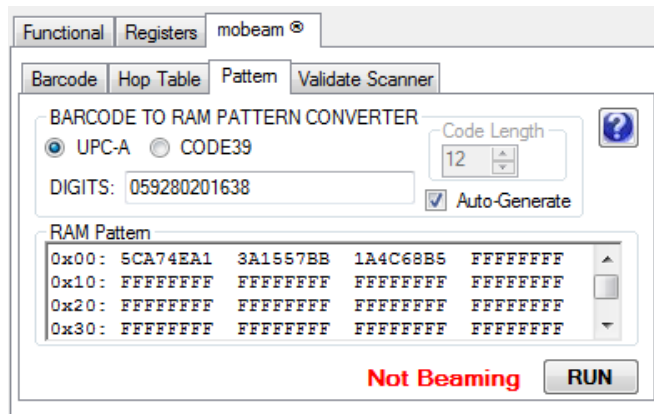 Functional Registers mobeam ®
Barcode Hop Table Pattern Validate Scanner
BARCODE TO RAM PATTERN CONVERTER
Code Length
UPC-A CODE39
12
DIGITS: 059280201638
Auto-Generate
RAM Pattern
0x00: 5CA74EA1 3A1557BB 1A4C68B5 FFFFFFFF
0x10: FFFFFFFF FFFFFFFF FFFFFFFF FFFFFFFF
0x20: FFFFFFFF FFFFFFFF FFFFFFFF FFFFFFFF
0x30: FFFFFFFF FFFFFFFF FFFFFFFF FFFFFFFF
Not Beaming RUN